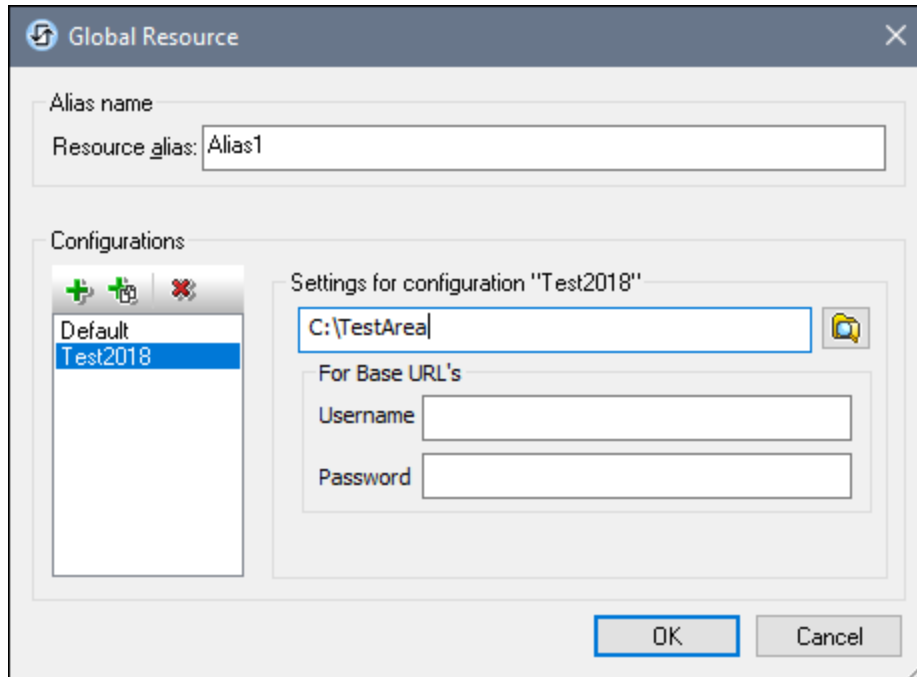 Global Resource
Alias name
Resource alias: Alias1
Configurations
Default
Test2018
Settings for configuration "Test2018"
C:\TestArea
For Base URL's
Username
Password
OK Cancel